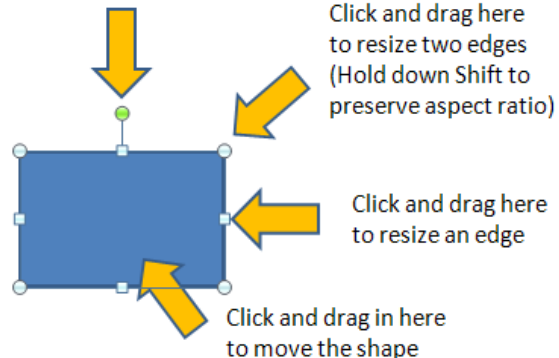 Click and drag here
to resize two edges
(Hold down Shift to
preserve aspect ratio)
Click and drag here
to resize an edge
Click and drag in here
to move the shape